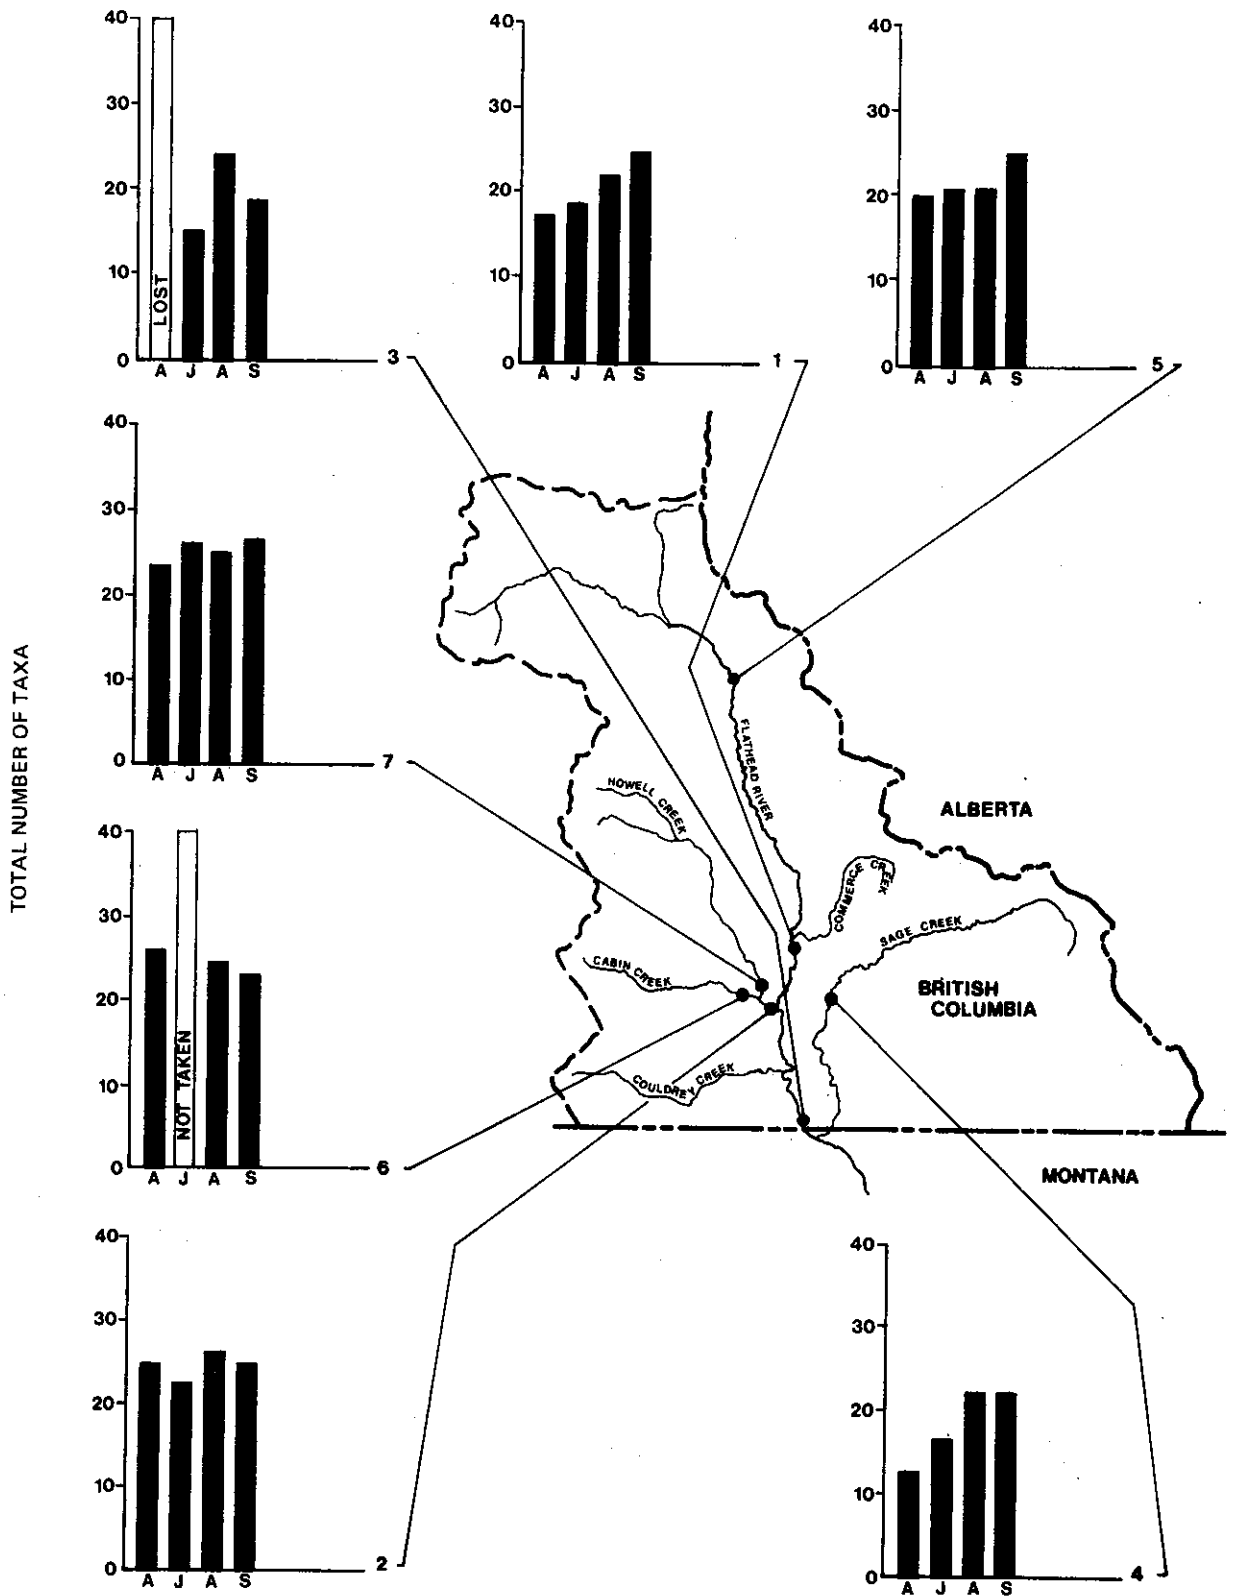 40
30
20
10
0
LOST
A J A S
3
40
30
20
10
0
A J A S
1
40
30
20
10
0
A J A S
5
TOTAL NUMBER OF TAXA
40
30
20
10
0
A J A S
7
40
30
20
10
0
NOT TAKEN
A J A S
6
40
30
20
10
0
A J A S
2
FLATHEAD RIVER
HOWELL CREEK
ALBERTA
COMMERCE CREEK
SAGE CREEK
CABIN CREEK
BRITISH
COLUMBIA
COULDREY CREEK
MONTANA
40
30
20
10
0
A J A S
4